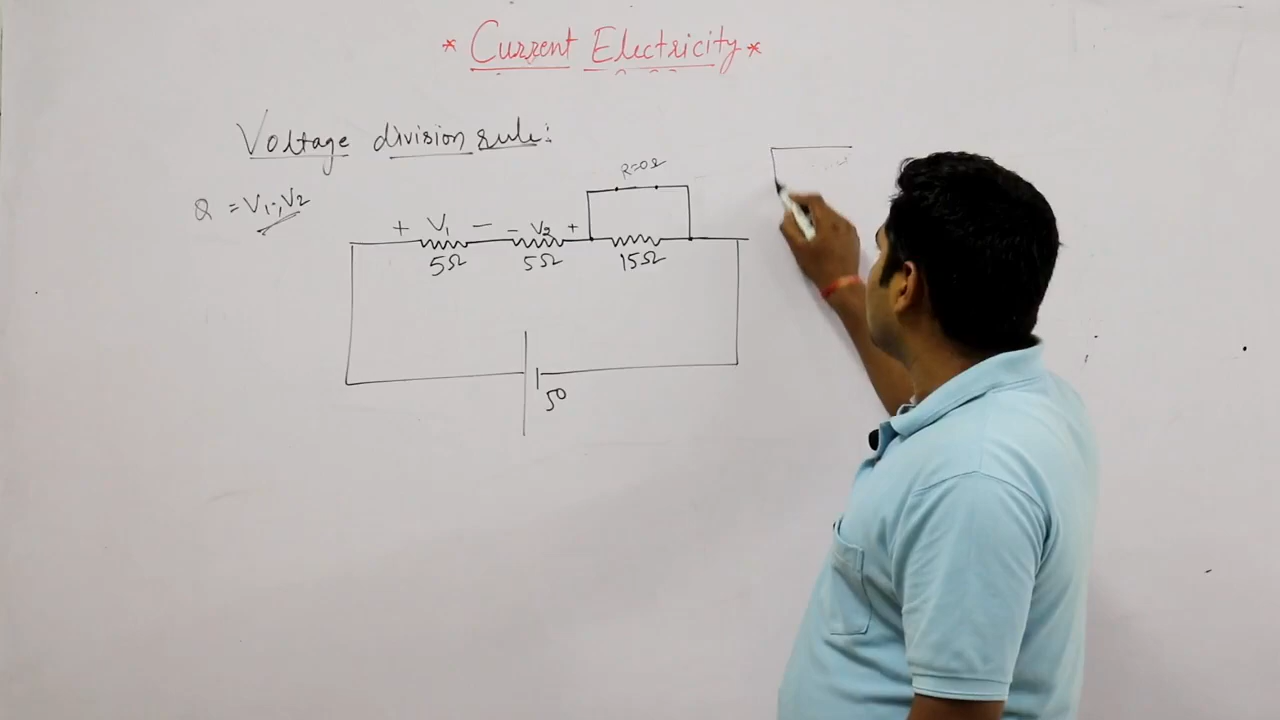 * Current Electricity *
Voltage division rule:
R=0Ω
Q = V1, V2
+ V1 - - V2 +
5Ω 5Ω 15Ω
50